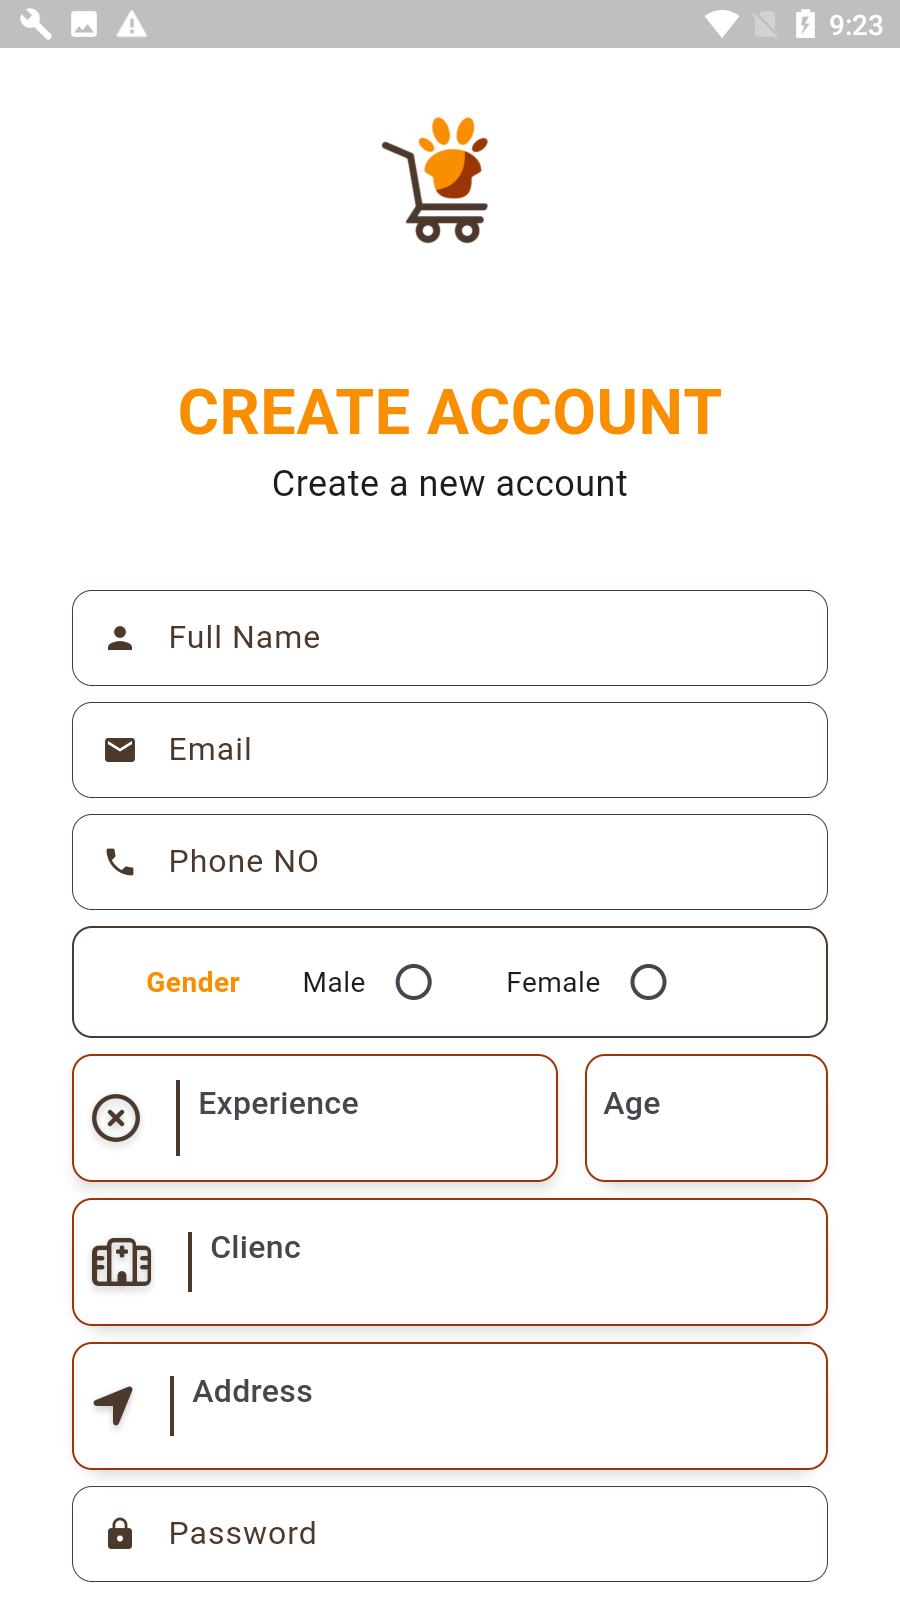 9:23
CREATE ACCOUNT
Create a new account
Full Name
Email
Phone NO
Gender Male Female
Experience Age
Clienc
Address
Password